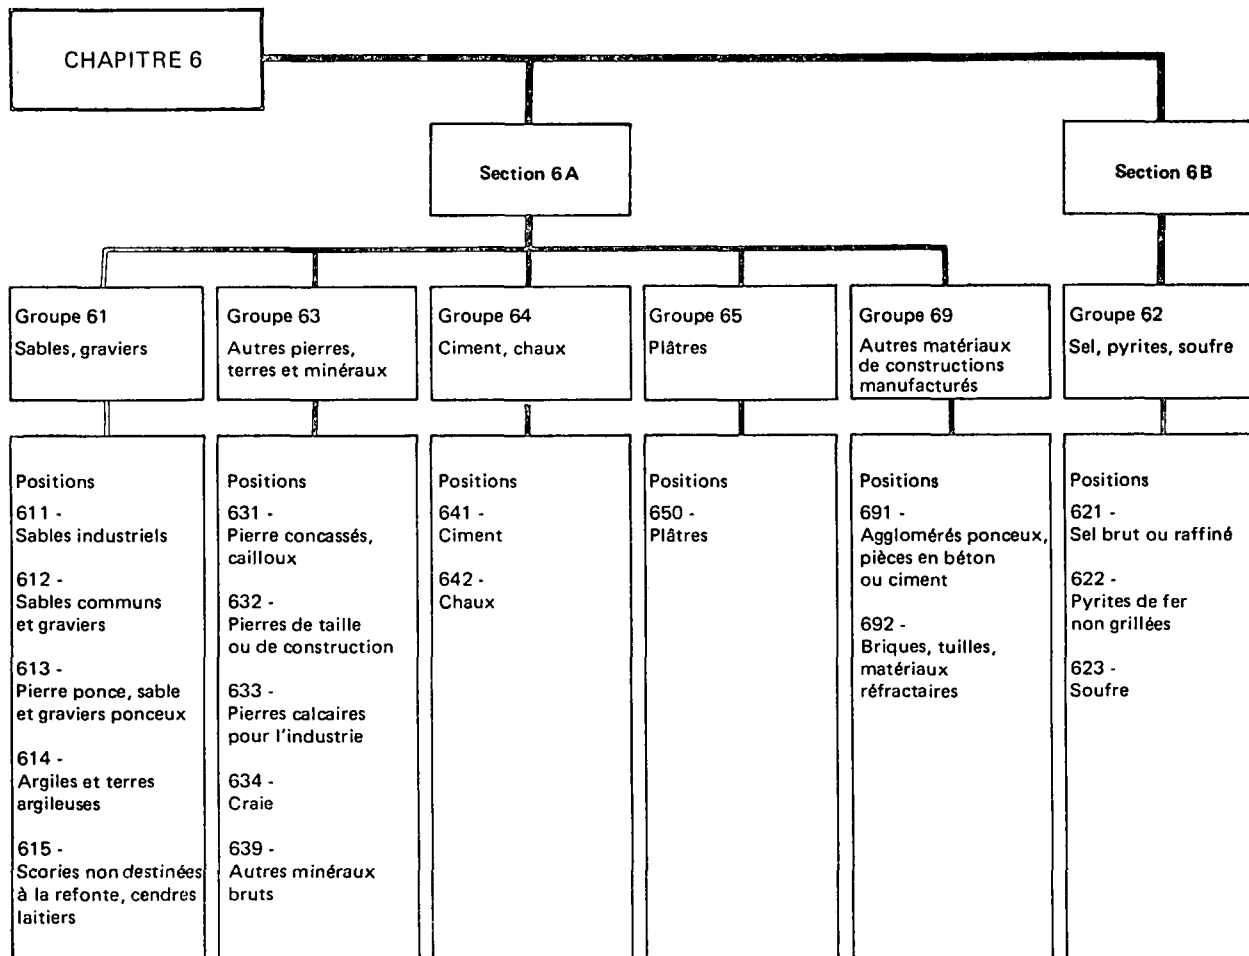 CHAPITRE 6
Section 6A
Section 6B
Groupe 61
Sables, graviers
Groupe 63
Autres pierres,
terres et minéraux
Groupe 64
Ciment, chaux
Groupe 65
Plâtres
Groupe 69
Autres matériaux
de constructions
manufacturés
Groupe 62
Sel, pyrites, soufre
Positions
611 -
Sables industriels
612 -
Sables communs
et graviers
613 -
Pierre ponce, sable
et graviers ponceux
614 -
Argiles et terres
argileuses
615 -
Scories non destinées
à la refonte, cendres
laitiers
Positions
631 -
Pierre concassés,
cailloux
632 -
Pierres de taille
ou de construction
633 -
Pierres calcaires
pour l'industrie
634 -
Craie
639 -
Autres minéraux
bruts
Positions
641 -
Ciment
642 -
Chaux
Positions
650 -
Plâtres
Positions
691 -
Agglomérés ponceux,
pièces en béton
ou ciment
692 -
Briques, tuilles,
matériaux
réfractaires
Positions
621 -
Sel brut ou raffiné
622 -
Pyrites de fer
non grillées
623 -
Soufre